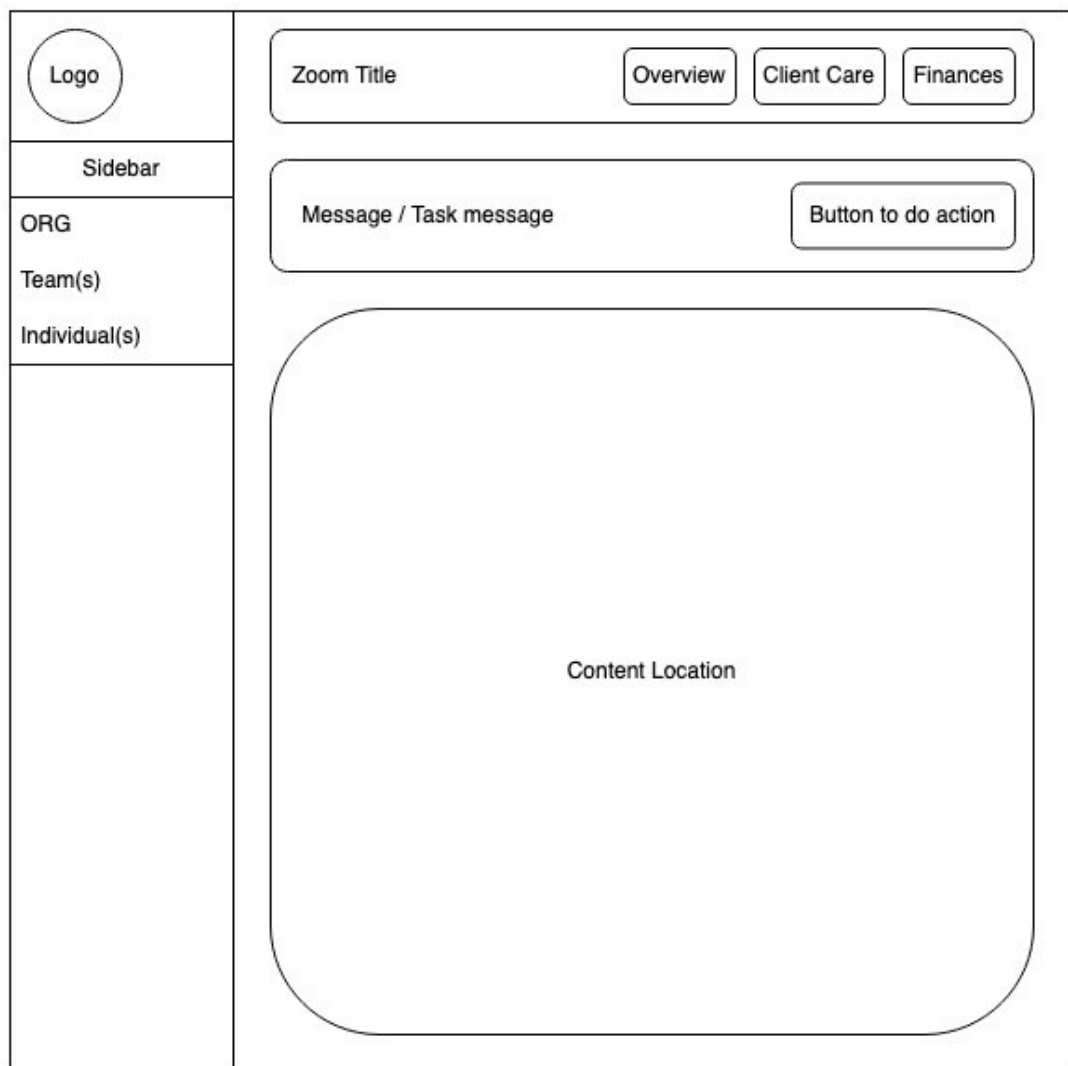 Logo
Zoom Title
Overview
Client Care
Finances
Sidebar
ORG
Team(s)
Individual(s)
Message / Task message
Button to do action
Content Location